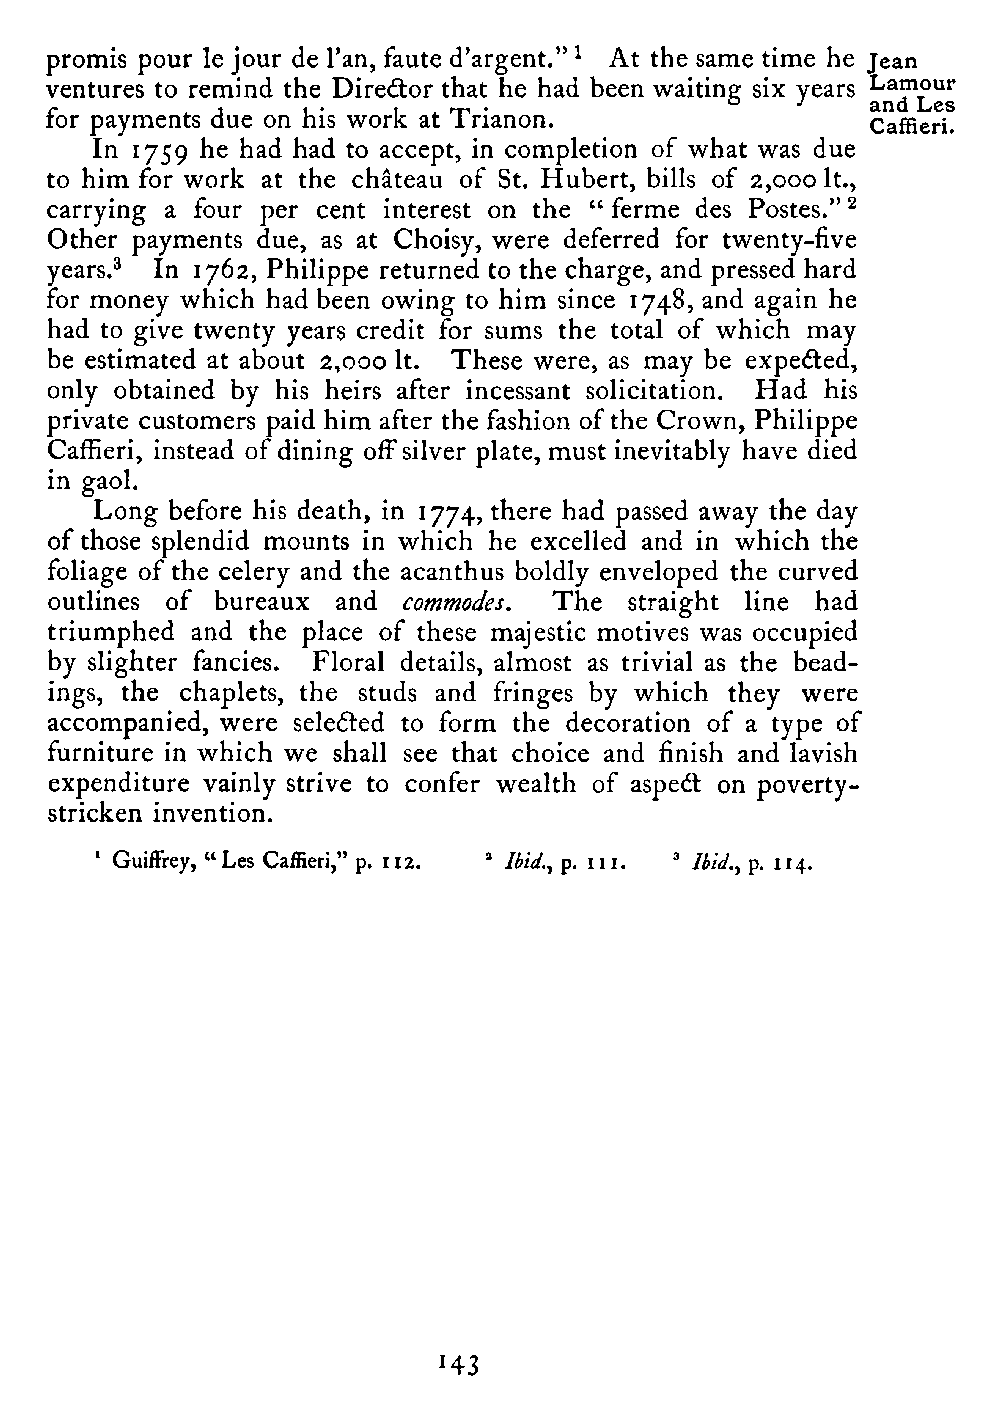 promis pour le jour de l'an, faute d'argent." ¹ At the same time he
ventures to remind the Director that he had been waiting six years
for payments due on his work at Trianon.
Jean
Lamour
and Les
Caffieri.
In 1759 he had had to accept, in completion of what was due
to him for work at the château of St. Hubert, bills of 2,000 lt.,
carrying a four per cent interest on the " ferme des Postes." ²
Other payments due, as at Choisy, were deferred for twenty-five
years.³ In 1762, Philippe returned to the charge, and pressed hard
for money which had been owing to him since 1748, and again he
had to give twenty years credit for sums the total of which may
be estimated at about 2,000 lt. These were, as may be expected,
only obtained by his heirs after incessant solicitation. Had his
private customers paid him after the fashion of the Crown, Philippe
Caffieri, instead of dining off silver plate, must inevitably have died
in gaol.
Long before his death, in 1774, there had passed away the day
of those splendid mounts in which he excelled and in which the
foliage of the celery and the acanthus boldly enveloped the curved
outlines of bureaux and commodes. The straight line had
triumphed and the place of these majestic motives was occupied
by slighter fancies. Floral details, almost as trivial as the bead-
ings, the chaplets, the studs and fringes by which they were
accompanied, were selected to form the decoration of a type of
furniture in which we shall see that choice and finish and lavish
expenditure vainly strive to confer wealth of aspect on poverty-
stricken invention.
¹ Guiffrey, " Les Caffieri," p. 112. ² Ibid., p. 111. ³ Ibid., p. 114.
143